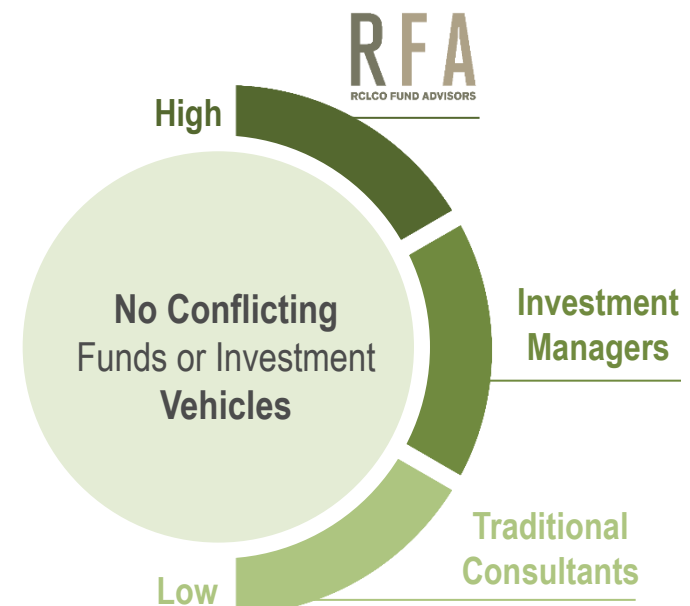 RFA
RCLCO FUND ADVISORS
High
No Conflicting
Funds or Investment
Vehicles
Investment
Managers
Traditional
Consultants
Low